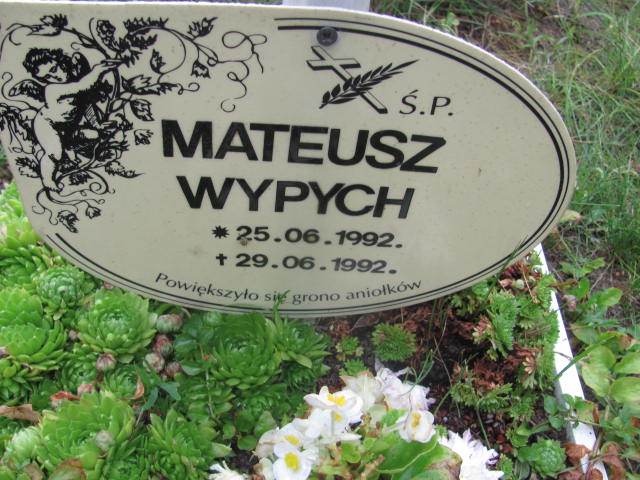 Ś.P.
MATEUSZ
WYPYCH
* 25.06.1992.
✝ 29.06.1992.
Powiększyło się grono aniołków